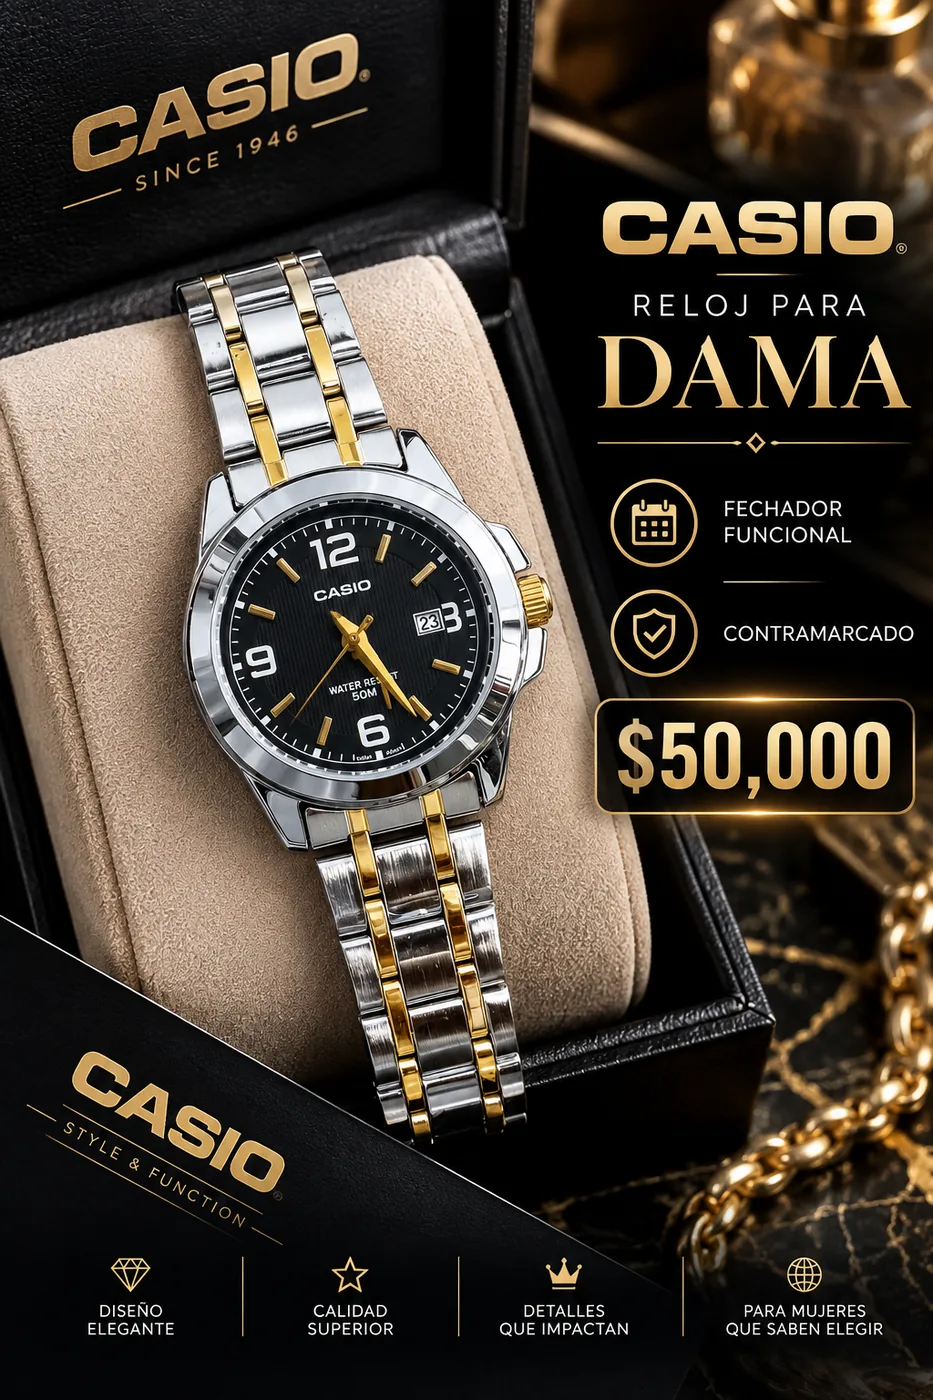 CASIO®
SINCE 1946
CASIO®
RELOJ PARA
DAMA
FECHADOR
FUNCIONAL
CONTRAMARCADO
$50,000
12
CASIO
23
3
9
WATER RESIST
50M
6
CASIO®
STYLE & FUNCTION
DISEÑO
ELEGANTE
CALIDAD
SUPERIOR
DETALLES
QUE IMPACTAN
PARA MUJERES
QUE SABEN ELEGIR